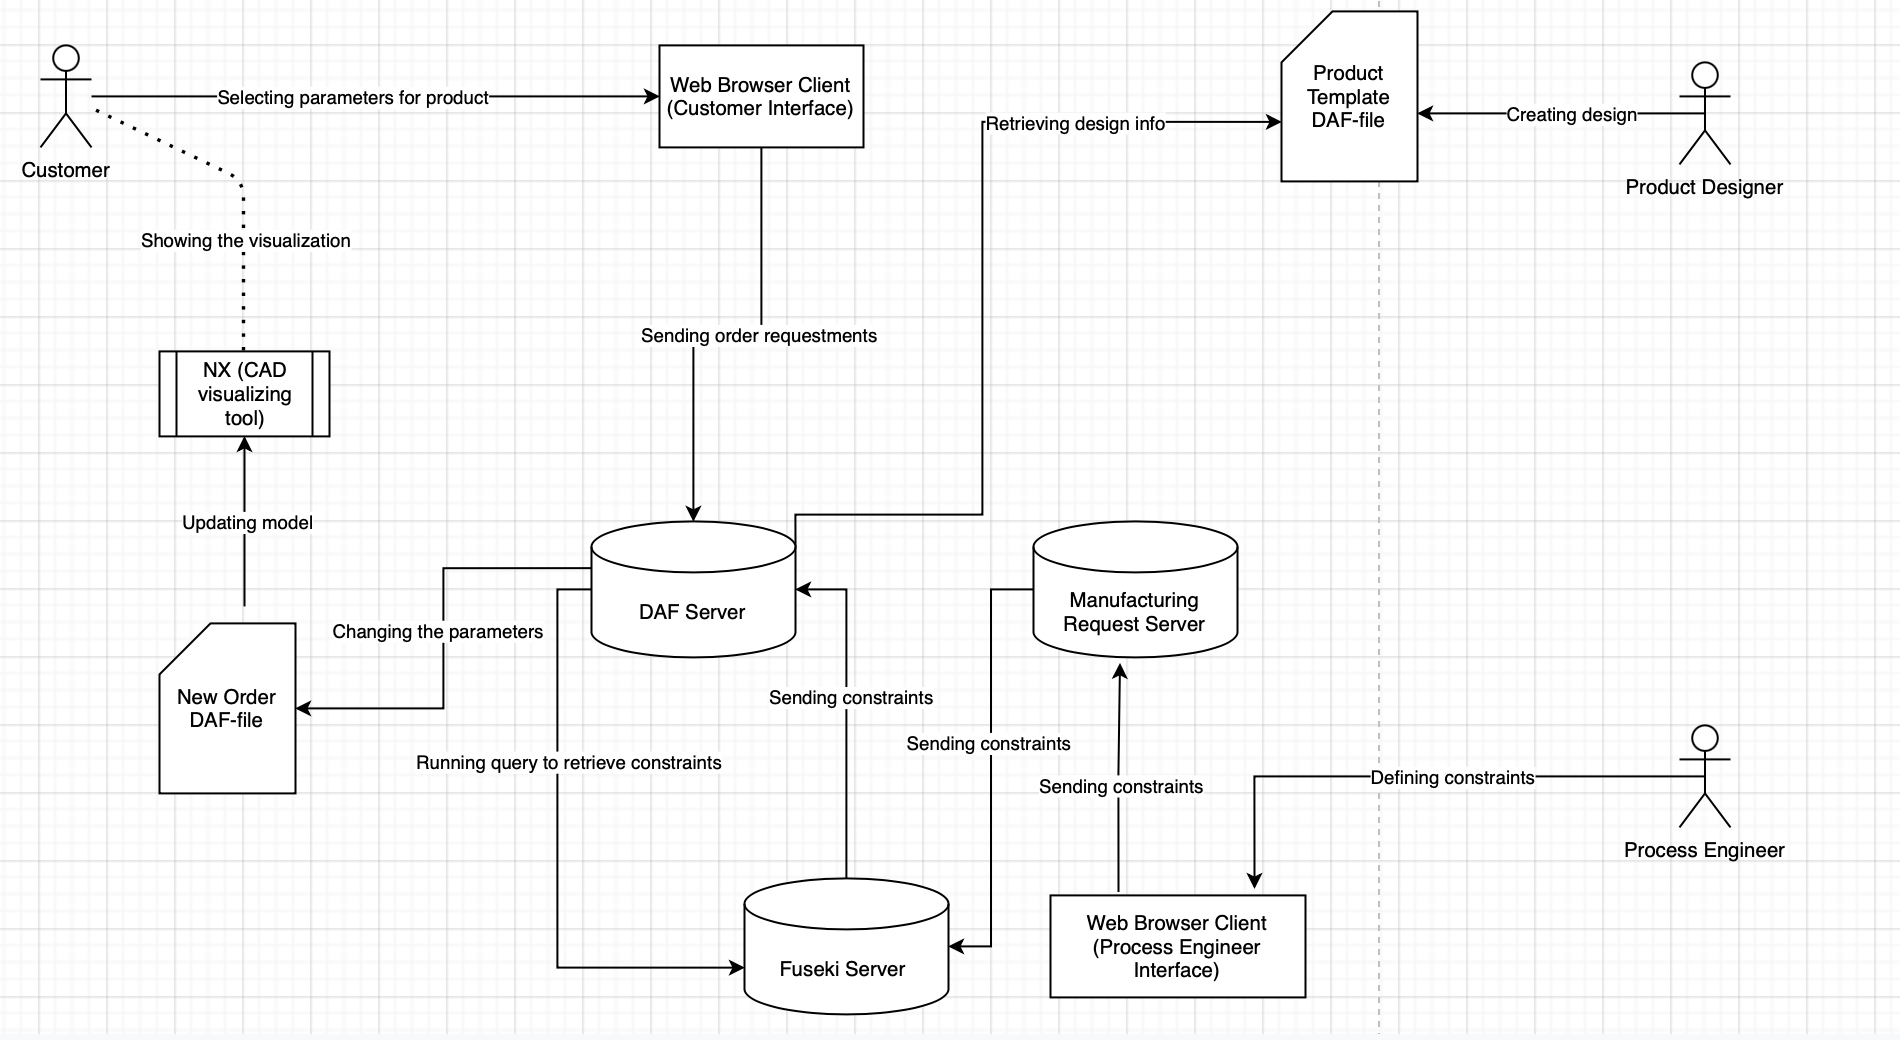 Customer
Selecting parameters for product
Web Browser Client
(Customer Interface)
Retrieving design info
Product
Template
DAF-file
Creating design
Product Designer
Showing the visualization
Sending order requestments
NX (CAD
visualizing
tool)
Updating model
DAF Server
Manufacturing
Request Server
Changing the parameters
New Order
DAF-file
Sending constraints
Running query to retrieve constraints
Sending constraints
Sending constraints
Defining constraints
Process Engineer
Fuseki Server
Web Browser Client
(Process Engineer
Interface)